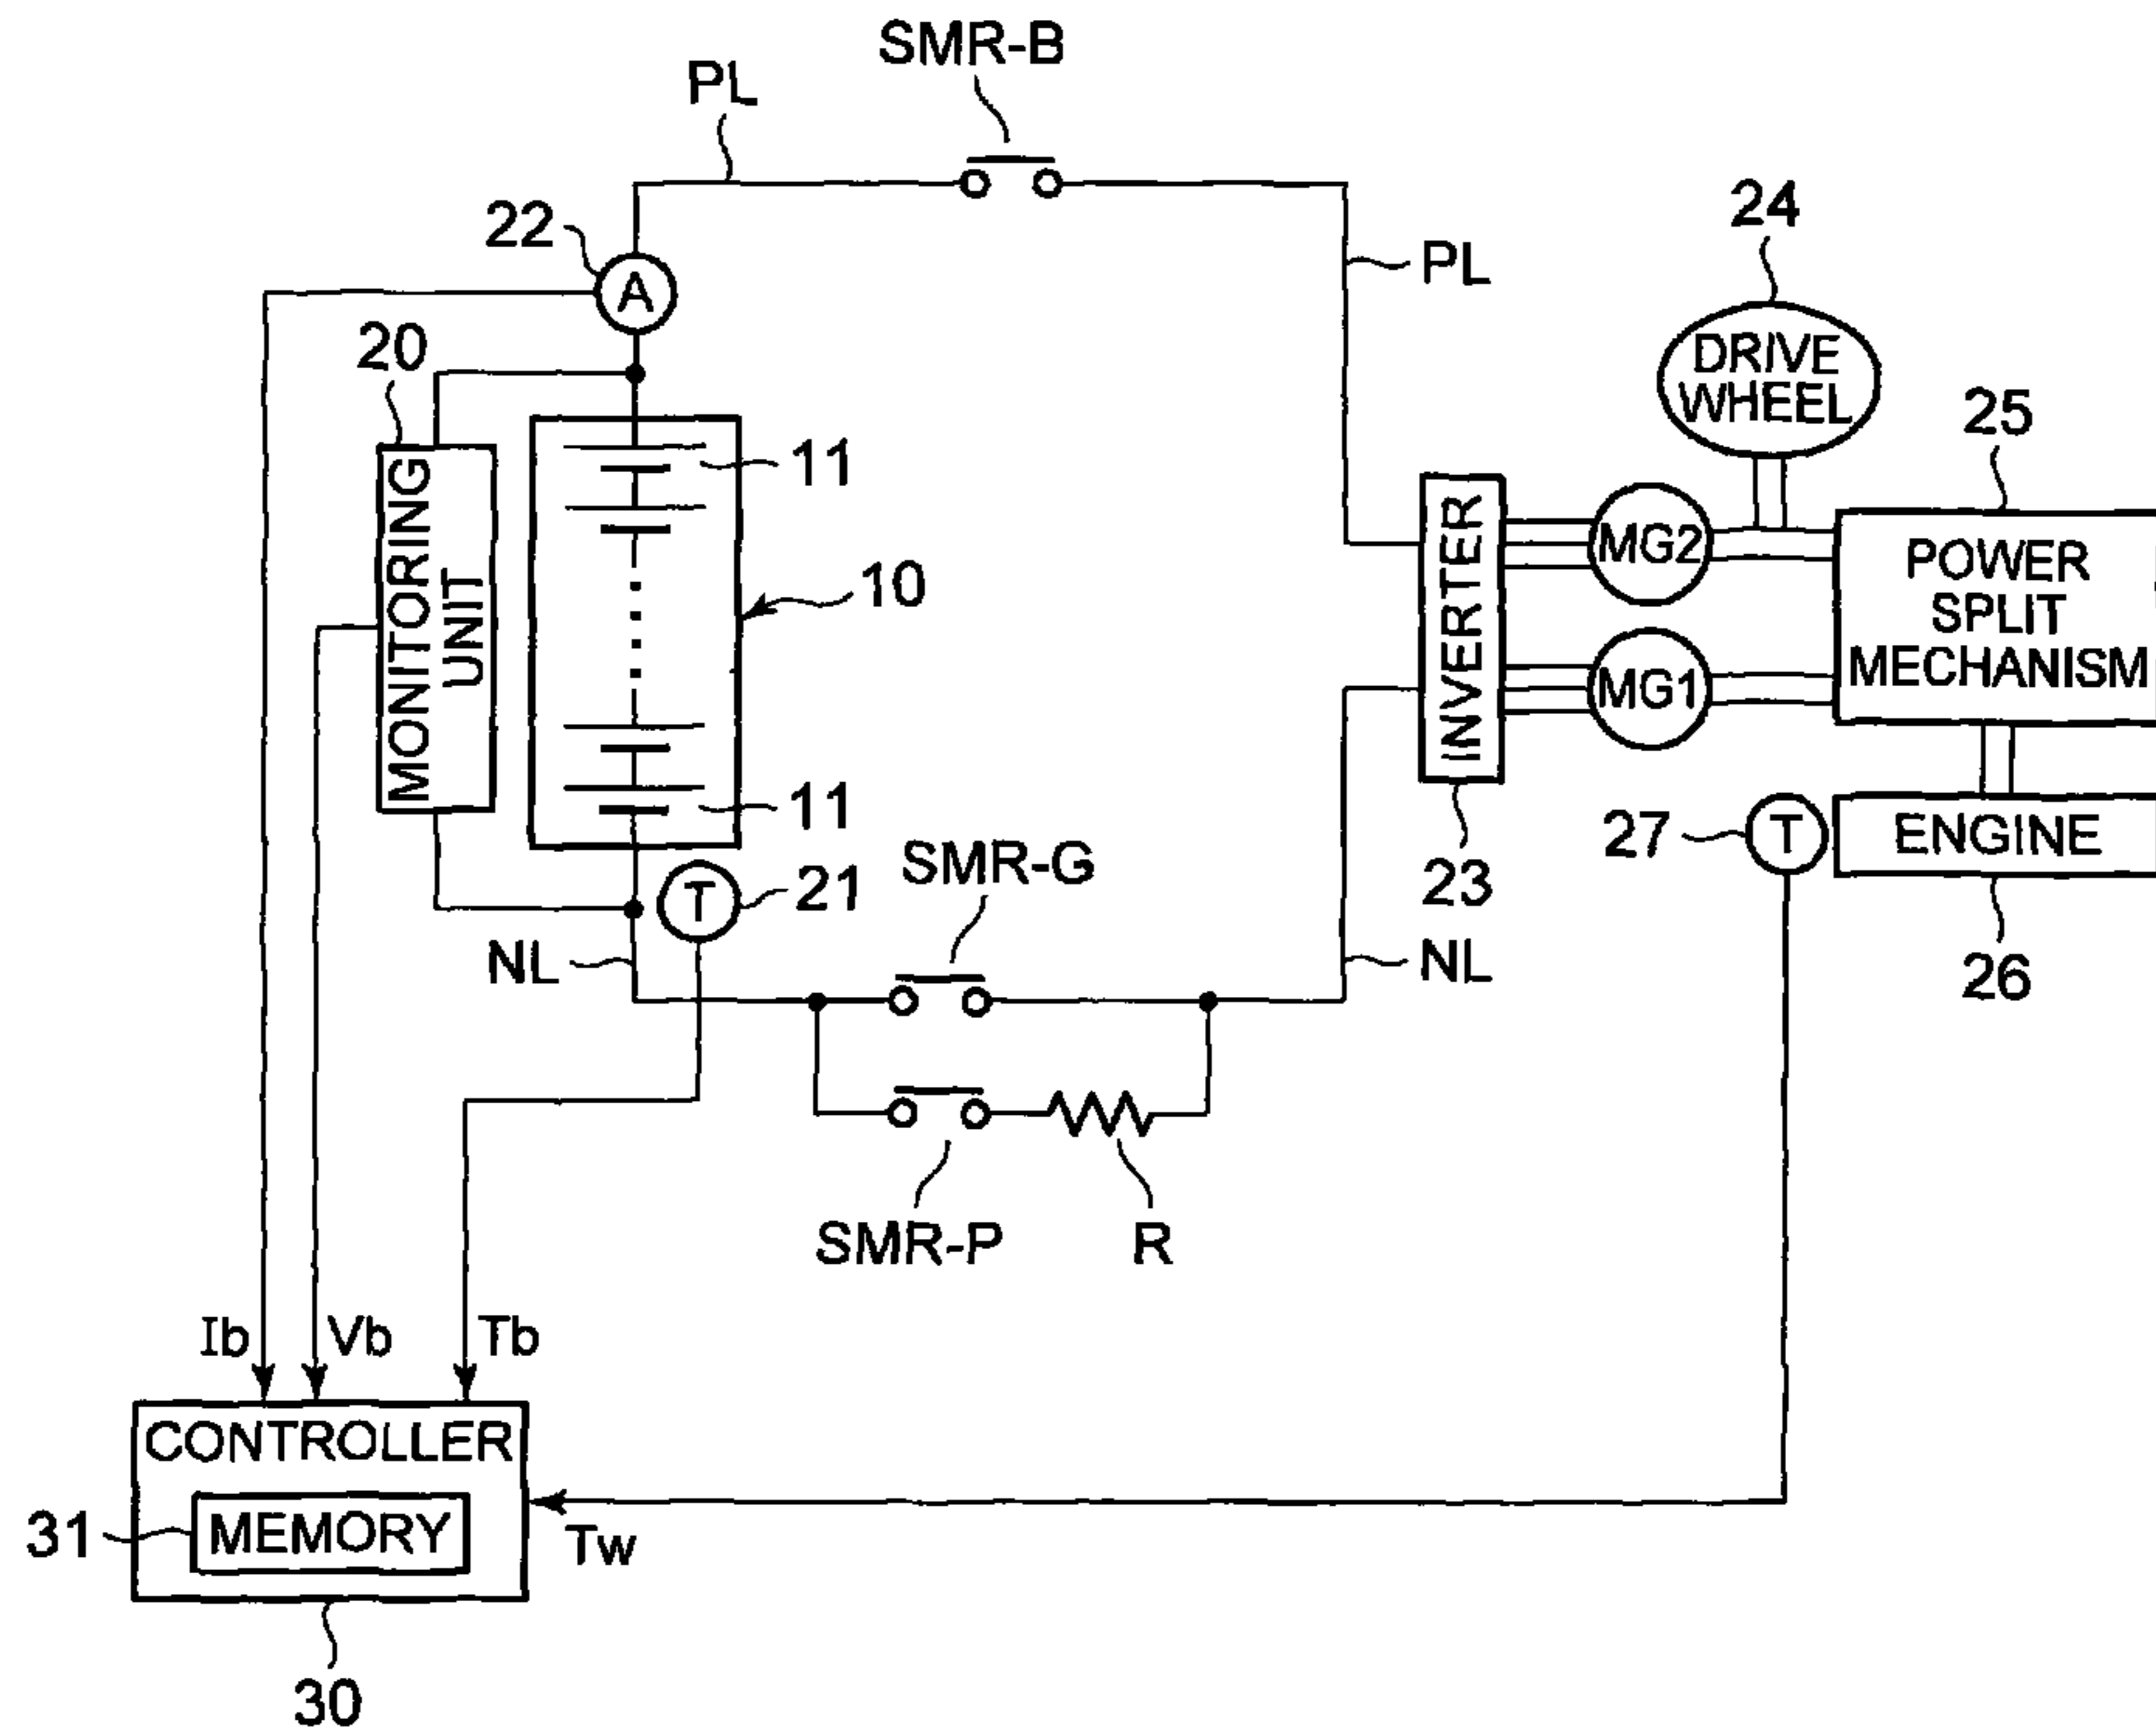 SMR-B
PL
22
A
PL
24
DRIVE
WHEEL
20
MONITORING
UNIT
11
10
11
25
INVERTER
MG2
MG1
POWER
SPLIT
MECHANISM
23
27
T
ENGINE
26
T
21
SMR-G
NL
NL
SMR-P
R
Ib
Vb
Tb
CONTROLLER
31
MEMORY
Tw
30